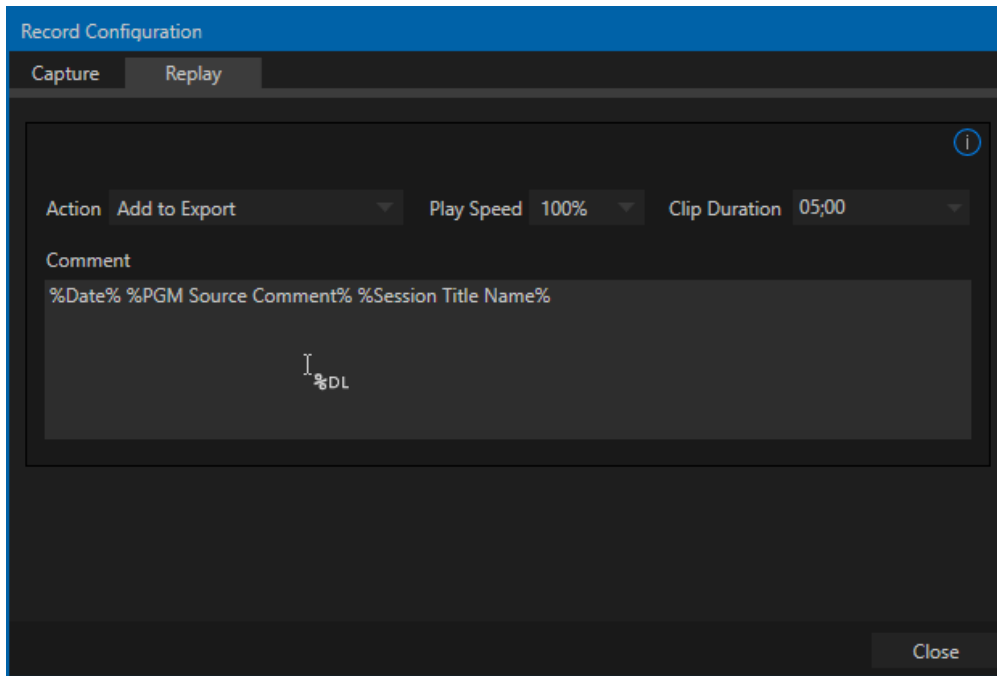 Record Configuration
Capture Replay
i
Action Add to Export Play Speed 100% Clip Duration 05;00
Comment
%Date% %PGM Source Comment% %Session Title Name%
%DL
Close